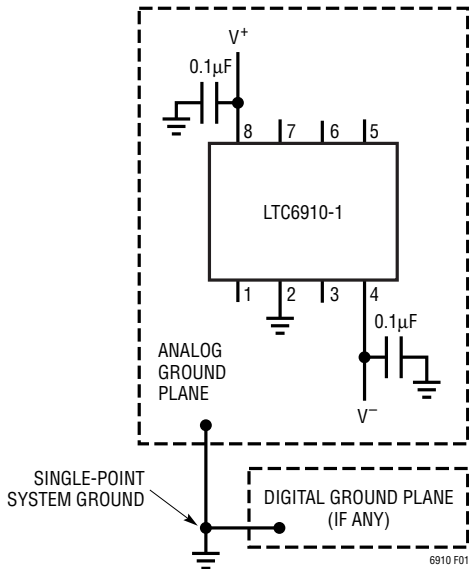 V+
0.1µF
8 7 6 5
LTC6910-1
1 2 3 4
0.1µF
ANALOG
GROUND
PLANE
V−
SINGLE-POINT
SYSTEM GROUND
DIGITAL GROUND PLANE
(IF ANY)
6910 F01